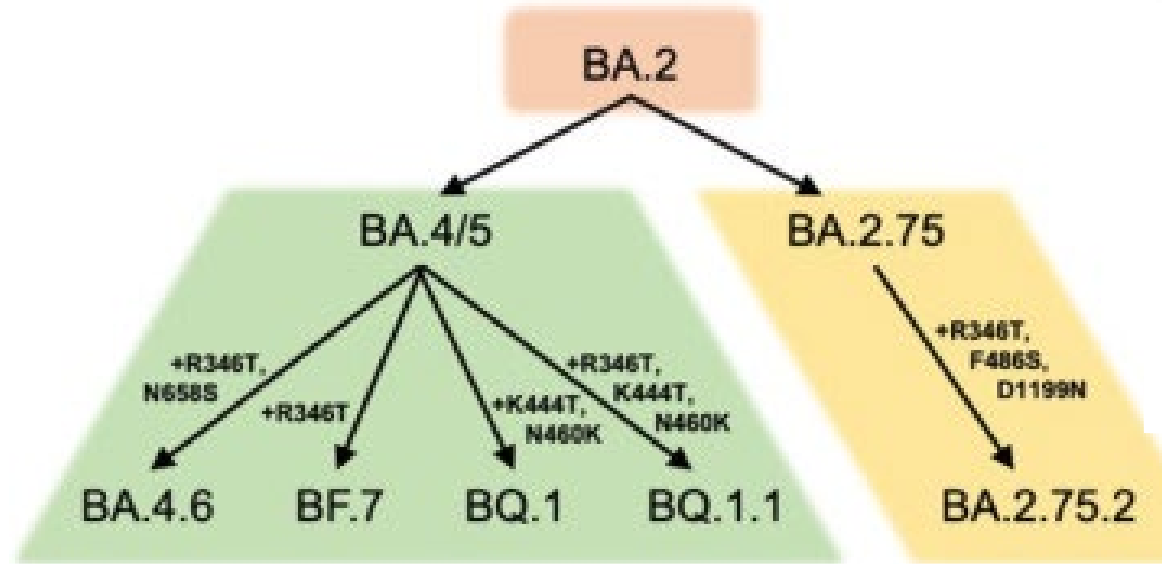 BA.2
BA.4/5
BA.2.75
+R346T,
N658S
+R346T
+K444T,
N460K
+R346T,
K444T,
N460K
+R346T,
F486S,
D1199N
BA.4.6
BF.7
BQ.1
BQ.1.1
BA.2.75.2